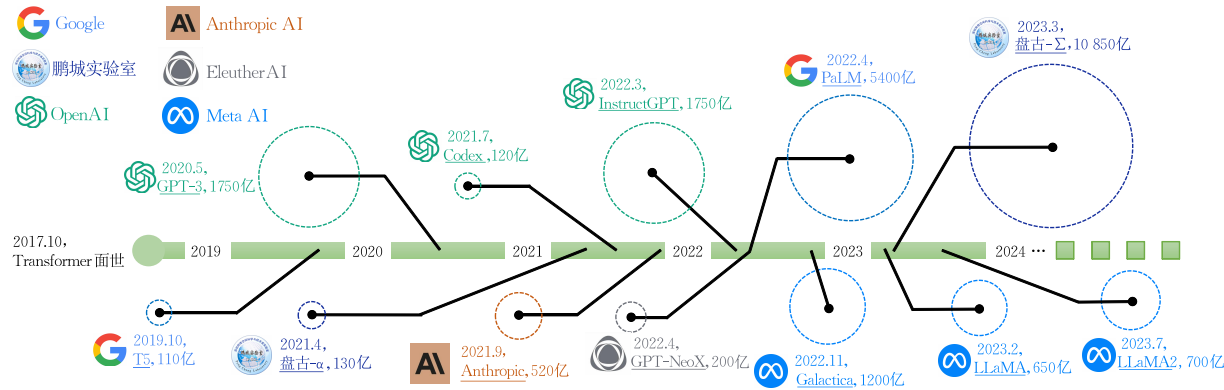 Google
Anthropic AI
鹏城实验室
EleutherAI
OpenAI
Meta AI
2020.5,
GPT-3,1750亿
2021.7,
Codex,120亿
2022.3,
InstructGPT,1750亿
2022.4,
PaLM,5400亿
2023.3,
盘古-Σ,10 850亿
2017.10,
Transformer面世
2019
2020
2021
2022
2023
2024 …
2019.10,
T5,110亿
2021.4,
盘古-α,130亿
2021.9,
Anthropic,520亿
2022.4,
GPT-NeoX,200亿
2022.11,
Galactica,1200亿
2023.2,
LLaMA,650亿
2023.7,
LLaMA2,700亿